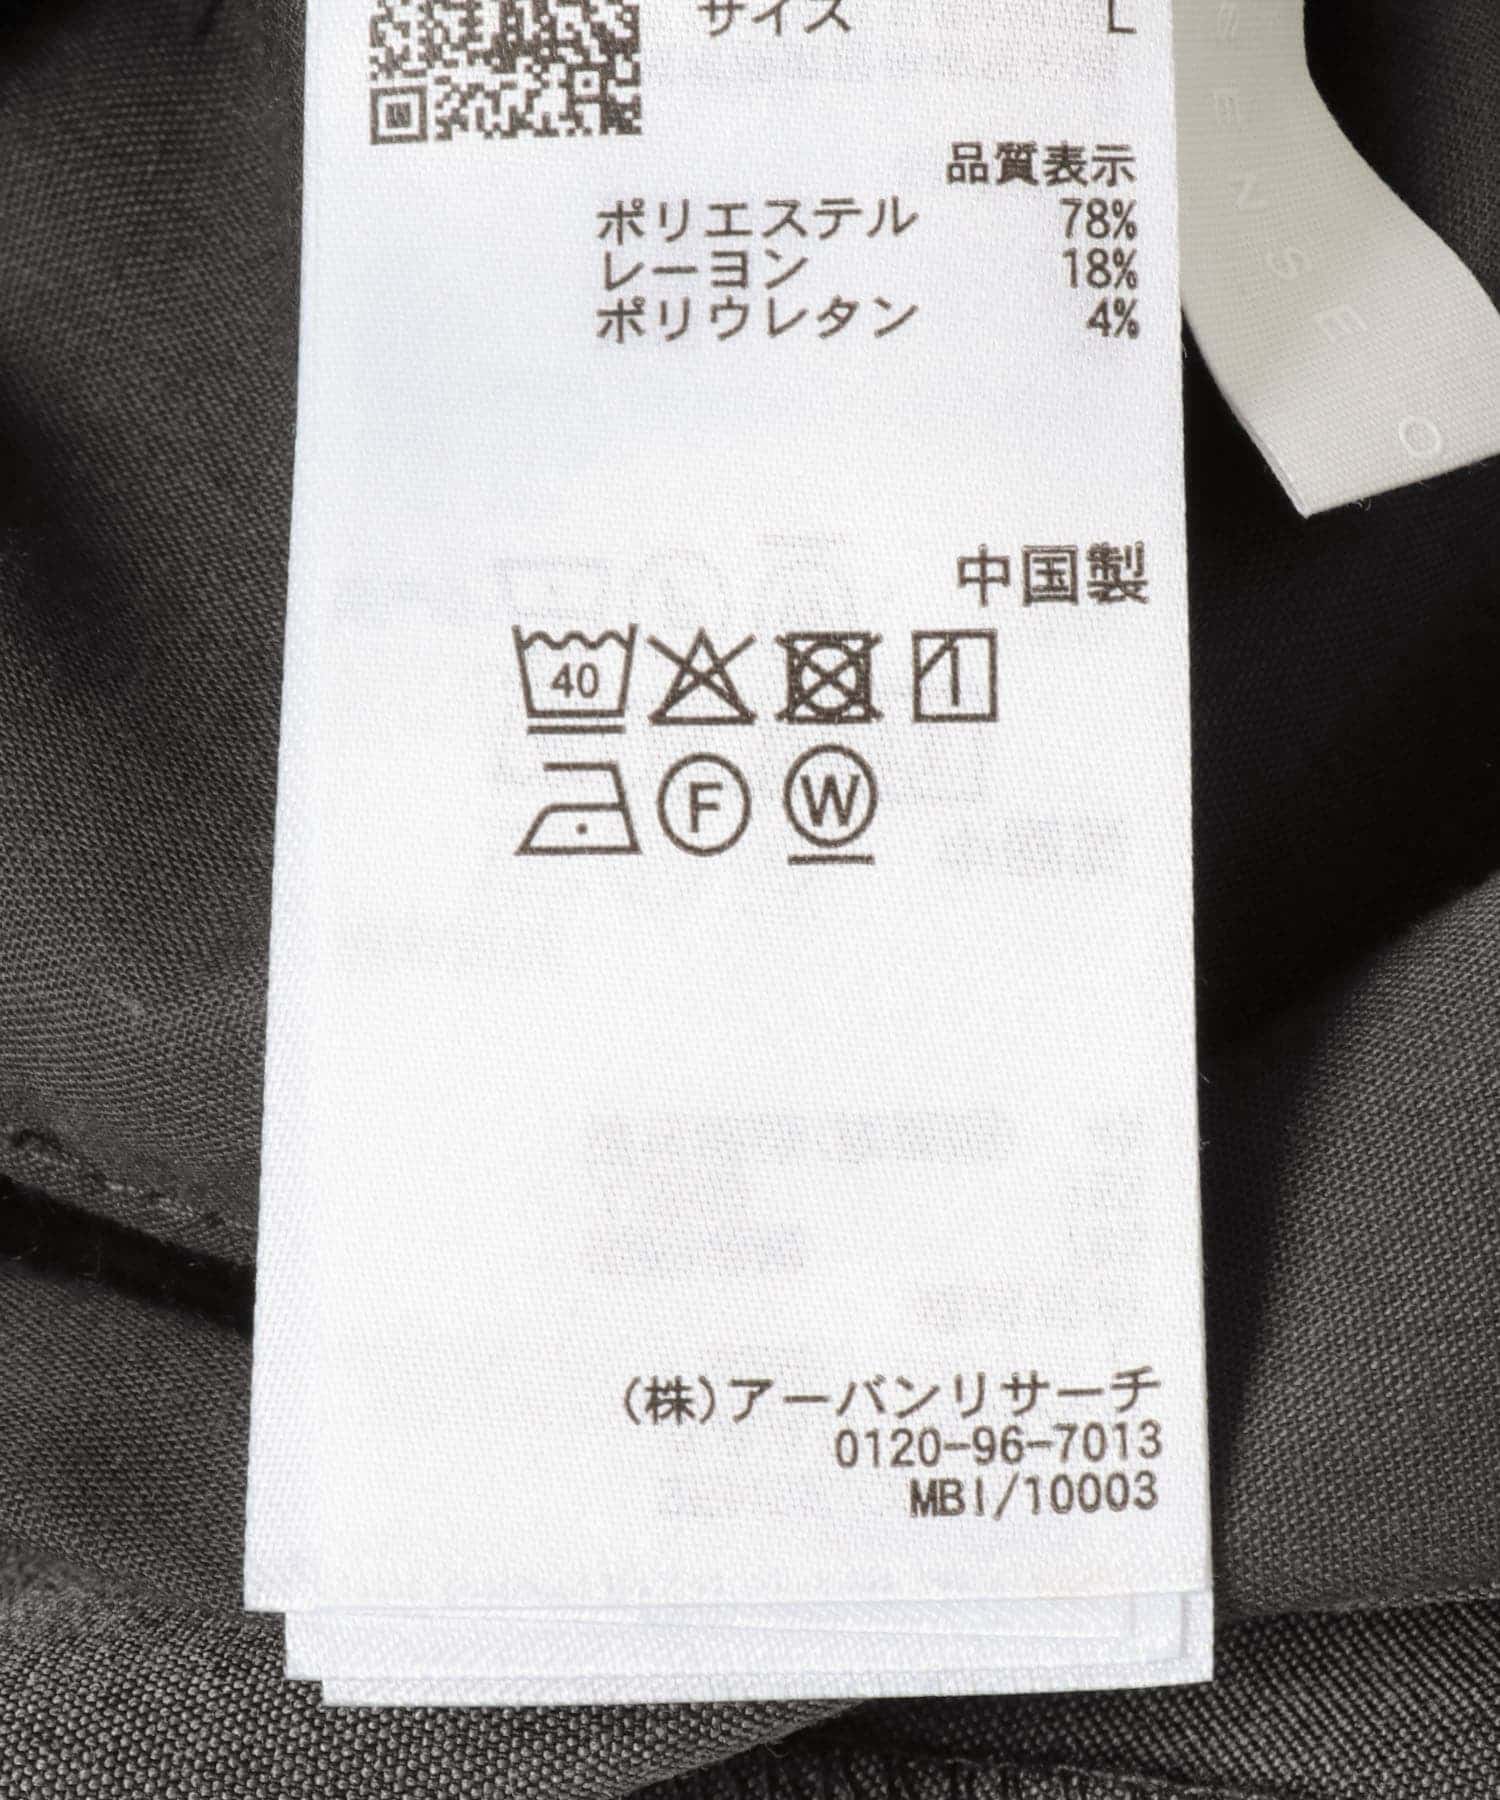 サイズ L
品質表示
ポリエステル 78%
レーヨン 18%
ポリウレタン 4%
中国製
40
F W
(株)アーバンリサーチ
0120-96-7013
MBI/10003
E N S E O